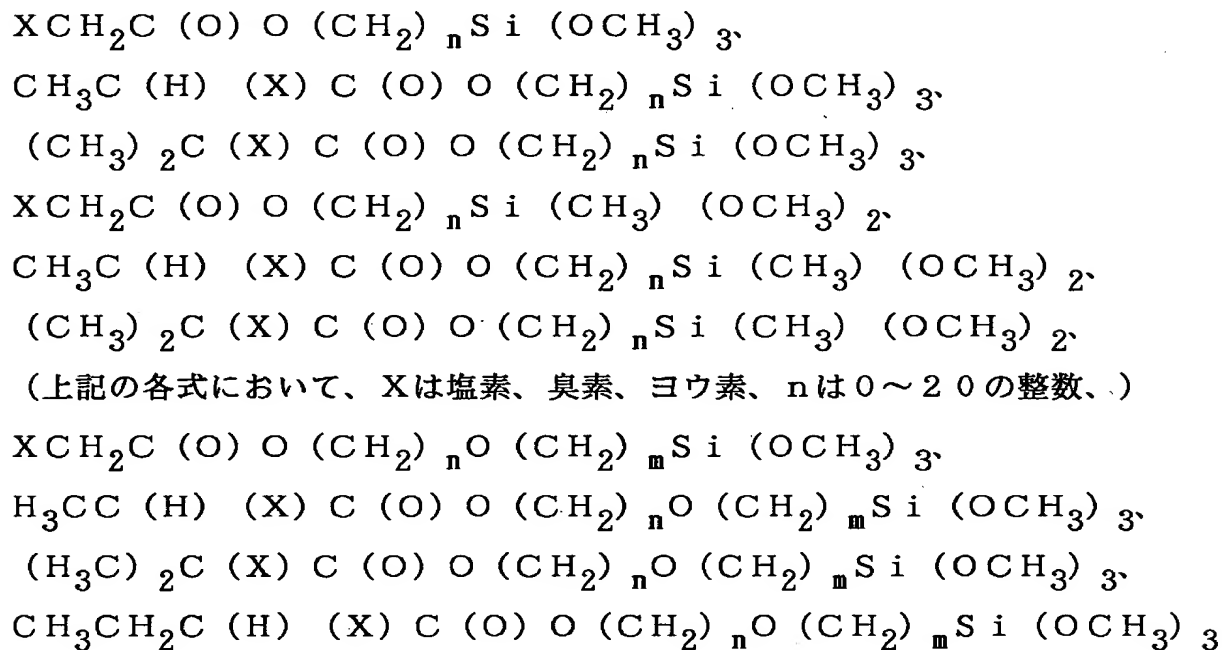 XCH₂C(O)O(CH₂)ₙSi(OCH₃)₃、
CH₃C(H)(X)C(O)O(CH₂)ₙSi(OCH₃)₃、
(CH₃)₂C(X)C(O)O(CH₂)ₙSi(OCH₃)₃、
XCH₂C(O)O(CH₂)ₙSi(CH₃)(OCH₃)₂、
CH₃C(H)(X)C(O)O(CH₂)ₙSi(CH₃)(OCH₃)₂、
(CH₃)₂C(X)C(O)O(CH₂)ₙSi(CH₃)(OCH₃)₂、
(上記の各式において、Xは塩素、臭素、ヨウ素、nは0~20の整数、)
XCH₂C(O)O(CH₂)ₙO(CH₂)ₘSi(OCH₃)₃、
H₃CC(H)(X)C(O)O(CH₂)ₙO(CH₂)ₘSi(OCH₃)₃、
(H₃C)₂C(X)C(O)O(CH₂)ₙO(CH₂)ₘSi(OCH₃)₃、
CH₃CH₂C(H)(X)C(O)O(CH₂)ₙO(CH₂)ₘSi(OCH₃)₃